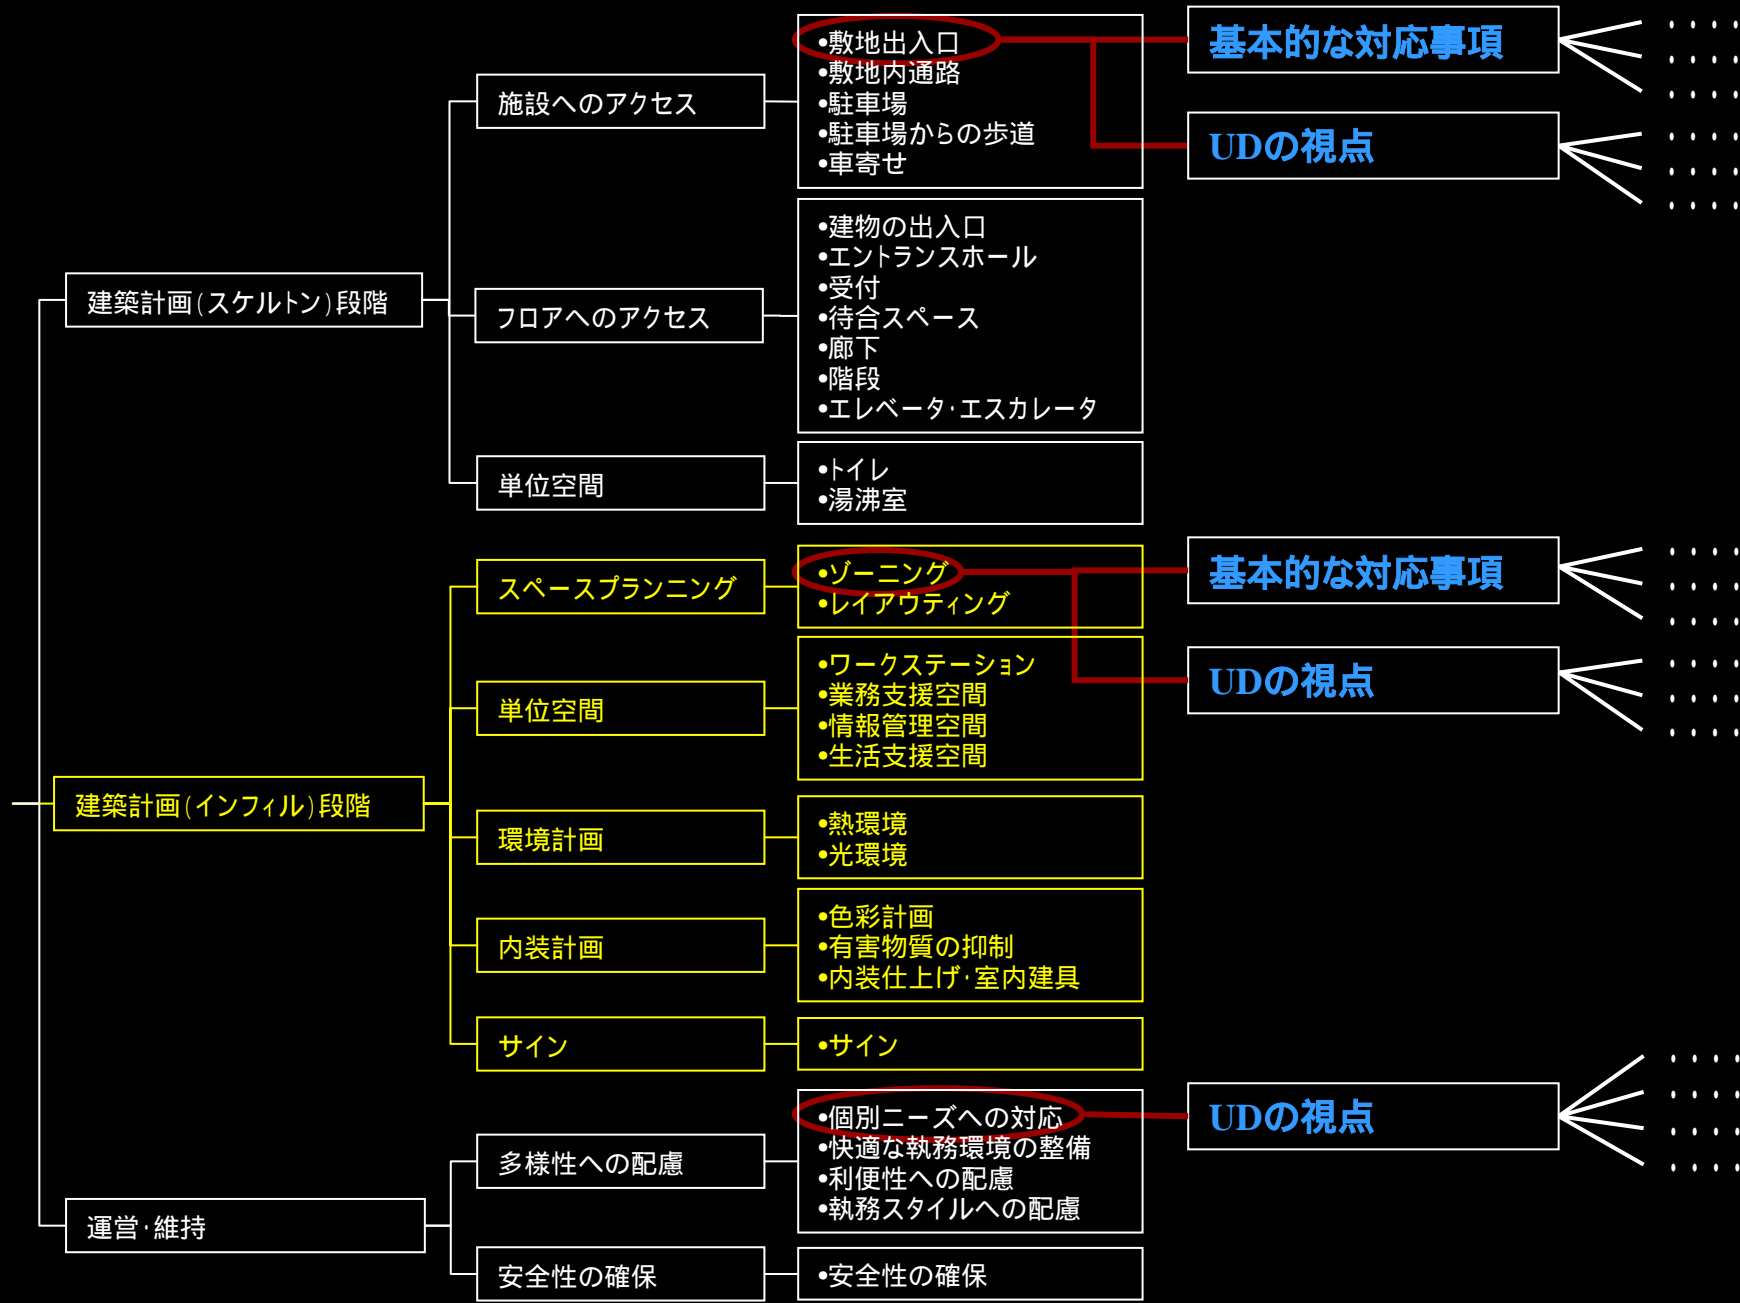 建築計画(スケルトン)段階
施設へのアクセス
•敷地出入口
•敷地内通路
•駐車場
•駐車場からの歩道
•車寄せ
基本的な対応事項
UDの視点
フロアへのアクセス
•建物の出入口
•エントランスホール
•受付
•待合スペース
•廊下
•階段
•エレベータ・エスカレータ
単位空間
•トイレ
•湯沸室
建築計画(インフィル)段階
スペースプランニング
•ゾーニング
•レイアウティング
基本的な対応事項
UDの視点
単位空間
•ワークステーション
•業務支援空間
•情報管理空間
•生活支援空間
環境計画
•熱環境
•光環境
内装計画
•色彩計画
•有害物質の抑制
•内装仕上げ・室内建具
サイン
•サイン
運営・維持
多様性への配慮
•個別ニーズへの対応
•快適な執務環境の整備
•利便性への配慮
•執務スタイルへの配慮
UDの視点
安全性の確保
•安全性の確保